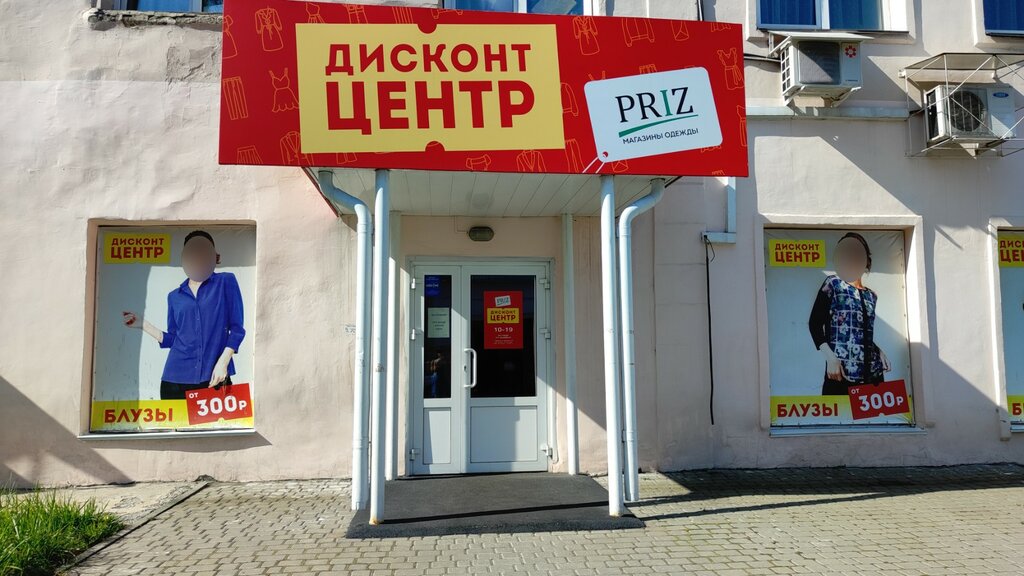 ДИСКОНТ
ЦЕНТР
PRIZ
МАГАЗИНЫ ОДЕЖДЫ
ДИСКОНТ
ЦЕНТР
БЛУЗЫ
ОТ
300Р
PRIZ
ДИСКОНТ
ЦЕНТР
10-19
ДИСКОНТ
ЦЕНТР
БЛУЗЫ
ОТ
300Р